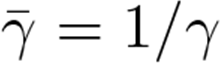 γ̄ = 1/γ